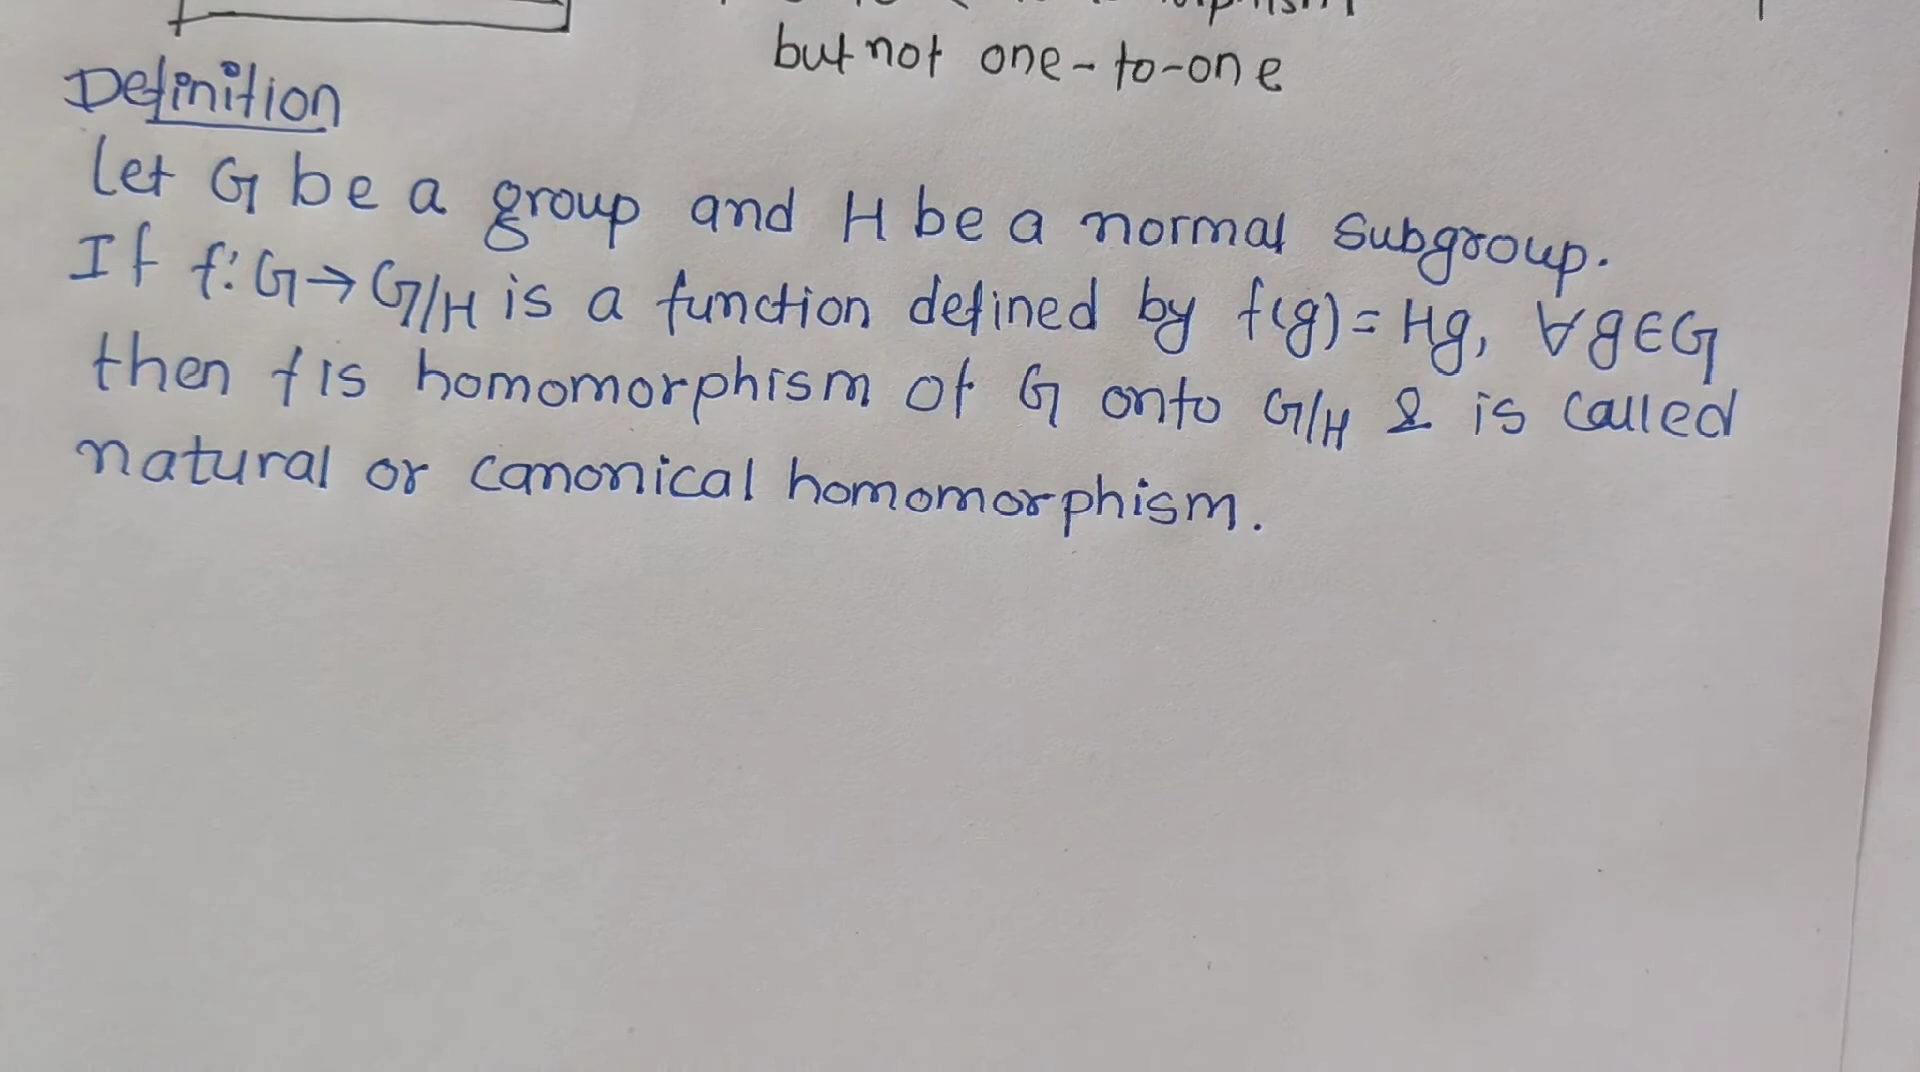 but not one-to-one
Definition
Let G be a group and H be a normal subgroup.
If f: G→G/H is a function defined by f(g)=Hg, ∀g∈G
then f is homomorphism of G onto G/H & is called
natural or canonical homomorphism.